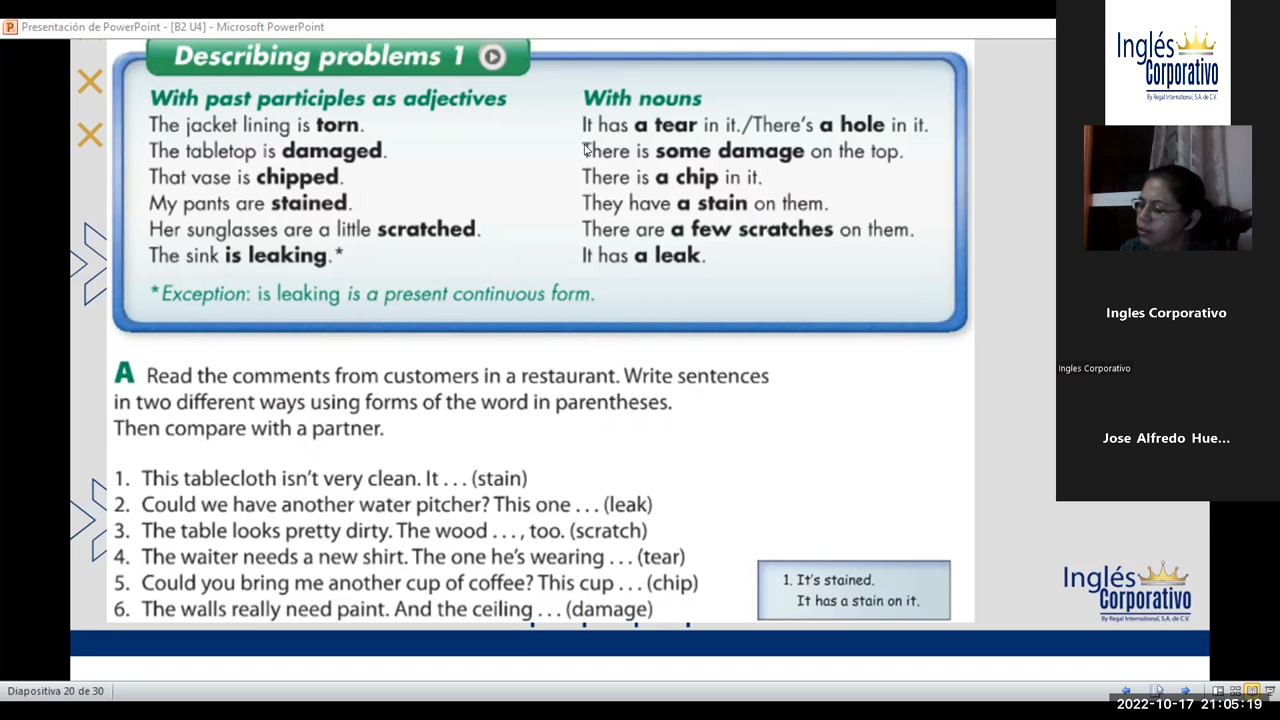 Presentación de PowerPoint - [B2 U4] - Microsoft PowerPoint
Describing problems 1
With past participles as adjectives
The jacket lining is torn.
The tabletop is damaged.
That vase is chipped.
My pants are stained.
Her sunglasses are a little scratched.
The sink is leaking.*
With nouns
It has a tear in it./There's a hole in it.
There is some damage on the top.
There is a chip in it.
They have a stain on them.
There are a few scratches on them.
It has a leak.
*Exception: is leaking is a present continuous form.
A Read the comments from customers in a restaurant. Write sentences
in two different ways using forms of the word in parentheses.
Then compare with a partner.
1. This tablecloth isn't very clean. It . . . (stain)
2. Could we have another water pitcher? This one . . . (leak)
3. The table looks pretty dirty. The wood . . . , too. (scratch)
4. The waiter needs a new shirt. The one he's wearing . . . (tear)
5. Could you bring me another cup of coffee? This cup . . . (chip)
6. The walls really need paint. And the ceiling . . . (damage)
1. It's stained.
It has a stain on it.
Inglés
Corporativo
By Regal International, S.A. de C.V.
Diapositiva 20 de 30
Inglés
Corporativo
By Regal International, S.A. de C.V.
Ingles Corporativo
Ingles Corporativo
Jose Alfredo Hue...
2022-10-17 21:05:19